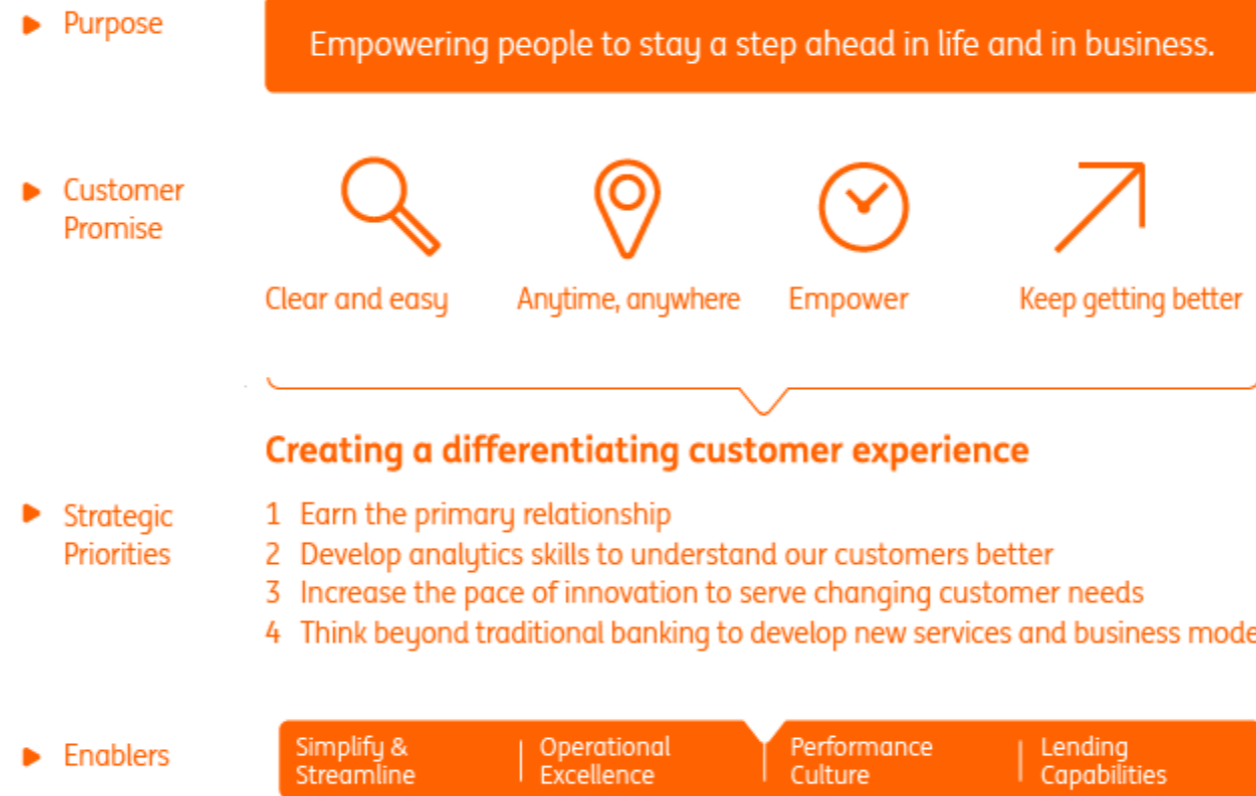 Purpose
Empowering people to stay a step ahead in life and in business.
Customer
Promise
Clear and easy
Anytime, anywhere
Empower
Keep getting better
Creating a differentiating customer experience
Strategic
Priorities
1 Earn the primary relationship
2 Develop analytics skills to understand our customers better
3 Increase the pace of innovation to serve changing customer needs
4 Think beyond traditional banking to develop new services and business mode
Enablers
Simplify &
Streamline
Operational
Excellence
Performance
Culture
Lending
Capabilities